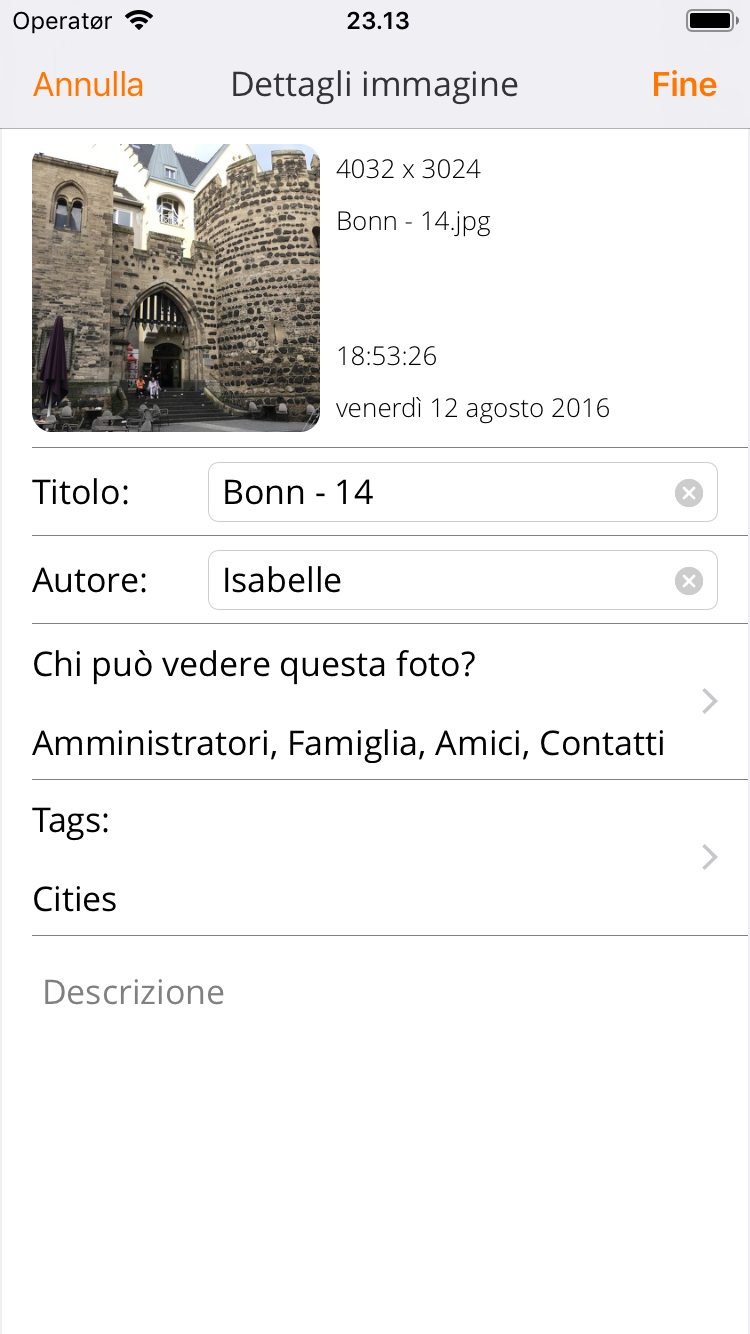 Operatør 23.13
Annulla Dettagli immagine Fine
4032 x 3024
Bonn - 14.jpg
18:53:26
venerdì 12 agosto 2016
Titolo: Bonn - 14
Autore: Isabelle
Chi può vedere questa foto?
Amministratori, Famiglia, Amici, Contatti
Tags:
Cities
Descrizione